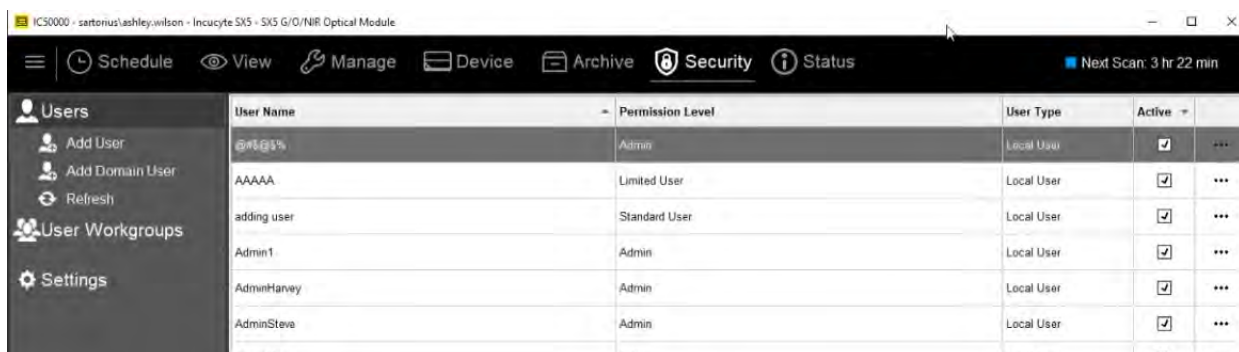 IC50000 - sartorius\ashley.wilson - Incucyte SX5 - SX5 G/O/NIR Optical Module
Schedule View Manage Device Archive Security Status Next Scan: 3 hr 22 min
Users User Name Permission Level User Type Active
Add User Admin Local User
Add Domain User AAAAA Limited User Local User
Refresh
adding user Standard User Local User
User Workgroups
Admin1 Admin Local User
Settings
AdminHarvey Admin Local User
AdminSteve Admin Local User